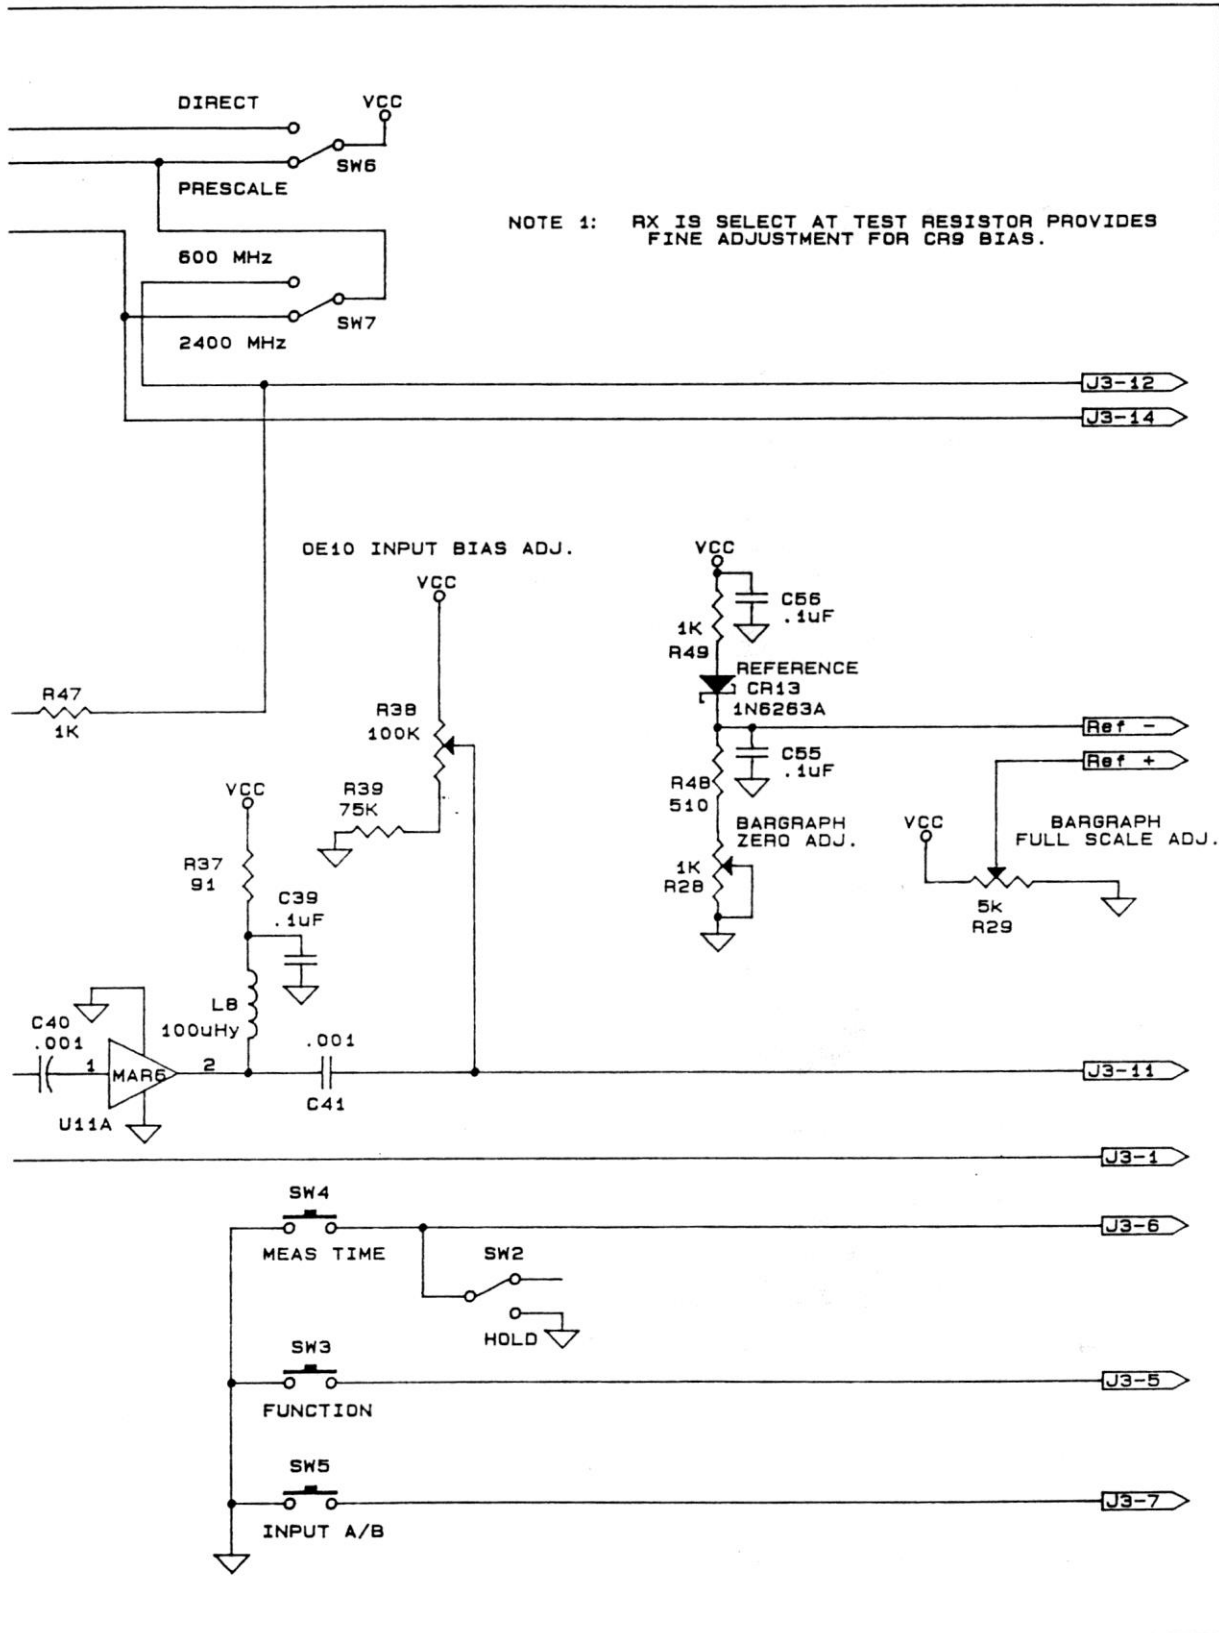 DIRECT
VCC
SW6
PRESCALE
NOTE 1: RX IS SELECT AT TEST RESISTOR PROVIDES
FINE ADJUSTMENT FOR CR9 BIAS.
600 MHz
SW7
2400 MHz
J3-12
J3-14
OE10 INPUT BIAS ADJ.
VCC
VCC
C56
.1uF
1K
R49
REFERENCE
CR13
1N6263A
R47
1K
R38
100K
Ref -
C55
.1uF
Ref +
R48
510
VCC
R39
75K
BARGRAPH
ZERO ADJ.
VCC
BARGRAPH
FULL SCALE ADJ.
R37
91
1K
R28
C39
.1uF
5K
R29
L8
100uHy
C40
.001
.001
1
MAR6
2
J3-11
C41
U11A
J3-1
SW4
J3-6
MEAS TIME
SW2
HOLD
SW3
J3-5
FUNCTION
SW5
J3-7
INPUT A/B